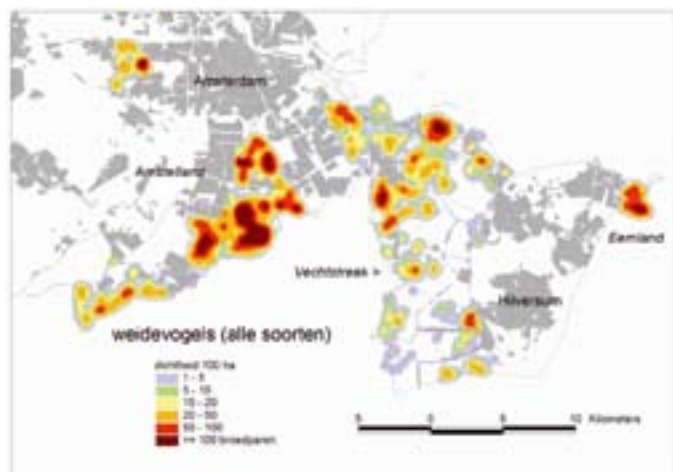 Amsterdam
Amstelland
Eemland
Vechtstreek >
Hilversum
weidevogels (alle soorten)
dichtheid 100 ha
1 - 5
5 - 10
10 - 20
20 - 50
50 - 100
>= 100 broedparen
5 0 5 10 Kilometers